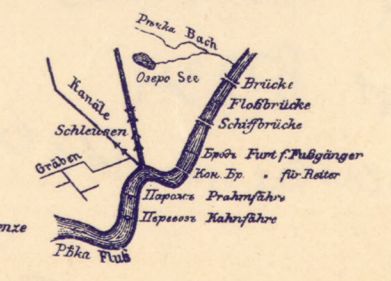 Рѣчка Bach
Озеро See
Kanäle
Brücke
Floßbrücke
Schleusen
Schiffbrücke
Gräben
Бродъ Furt f. Fußgänger
Кон. Бр. " für Reiter
Паромъ Prahmfähre
Перевозъ Kahnfähre
nze
Рѣка Fluß